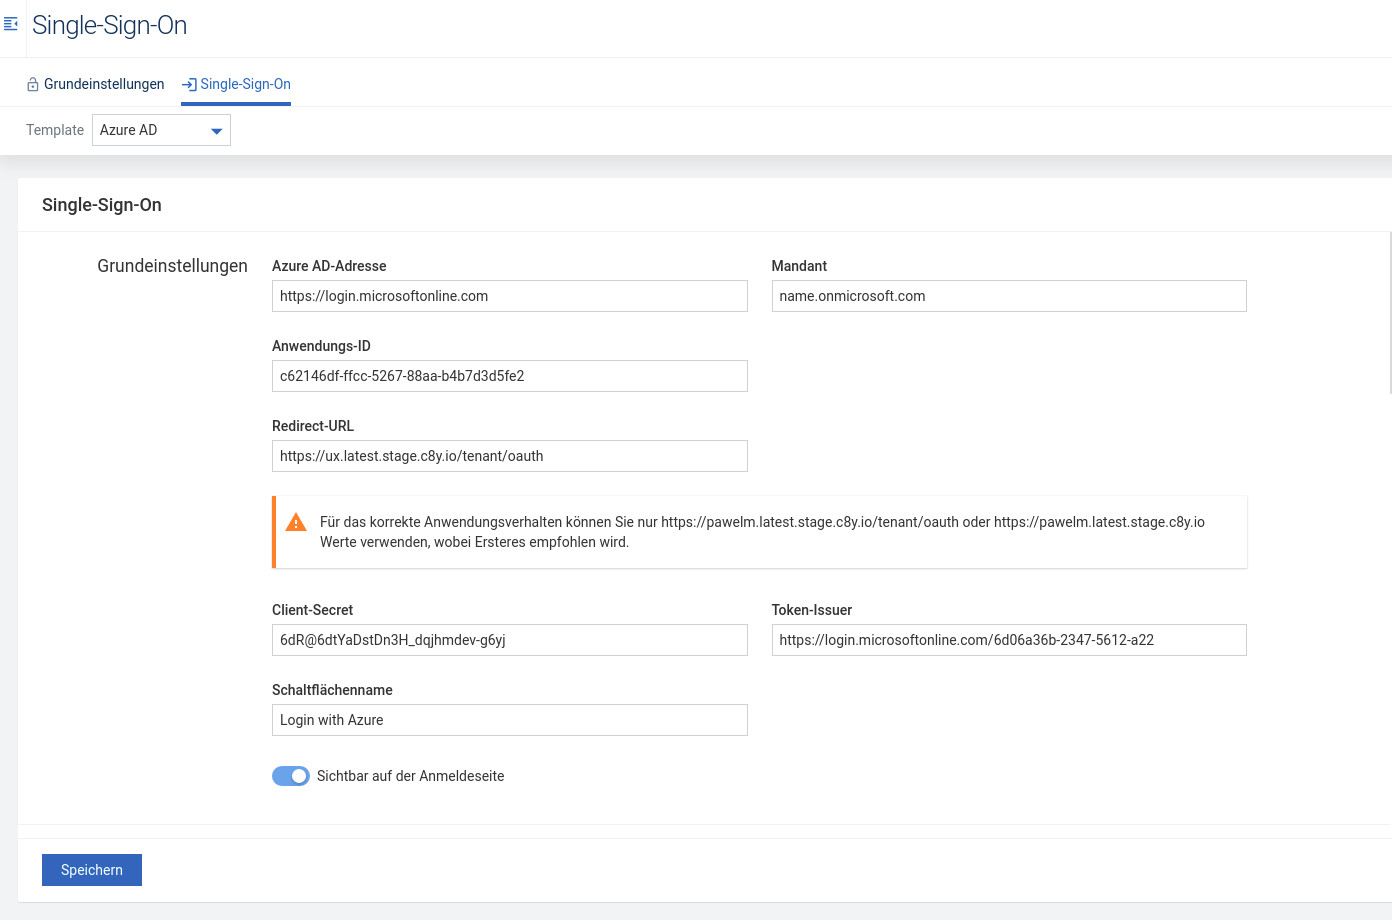 Single-Sign-On
Grundeinstellungen Single-Sign-On
Template Azure AD
Single-Sign-On
Grundeinstellungen
Azure AD-Adresse Mandant
https://login.microsoftonline.com name.onmicrosoft.com
Anwendungs-ID
c62146df-ffcc-5267-88aa-b4b7d3d5fe2
Redirect-URL
https://ux.latest.stage.c8y.io/tenant/oauth
Für das korrekte Anwendungsverhalten können Sie nur https://pawelm.latest.stage.c8y.io/tenant/oauth oder https://pawelm.latest.stage.c8y.io
Werte verwenden, wobei Ersteres empfohlen wird.
Client-Secret Token-Issuer
6dR@6dtYaDstDn3H_dqjhmdev-g6yj https://login.microsoftonline.com/6d06a36b-2347-5612-a22
Schaltflächenname
Login with Azure
Sichtbar auf der Anmeldeseite
Speichern